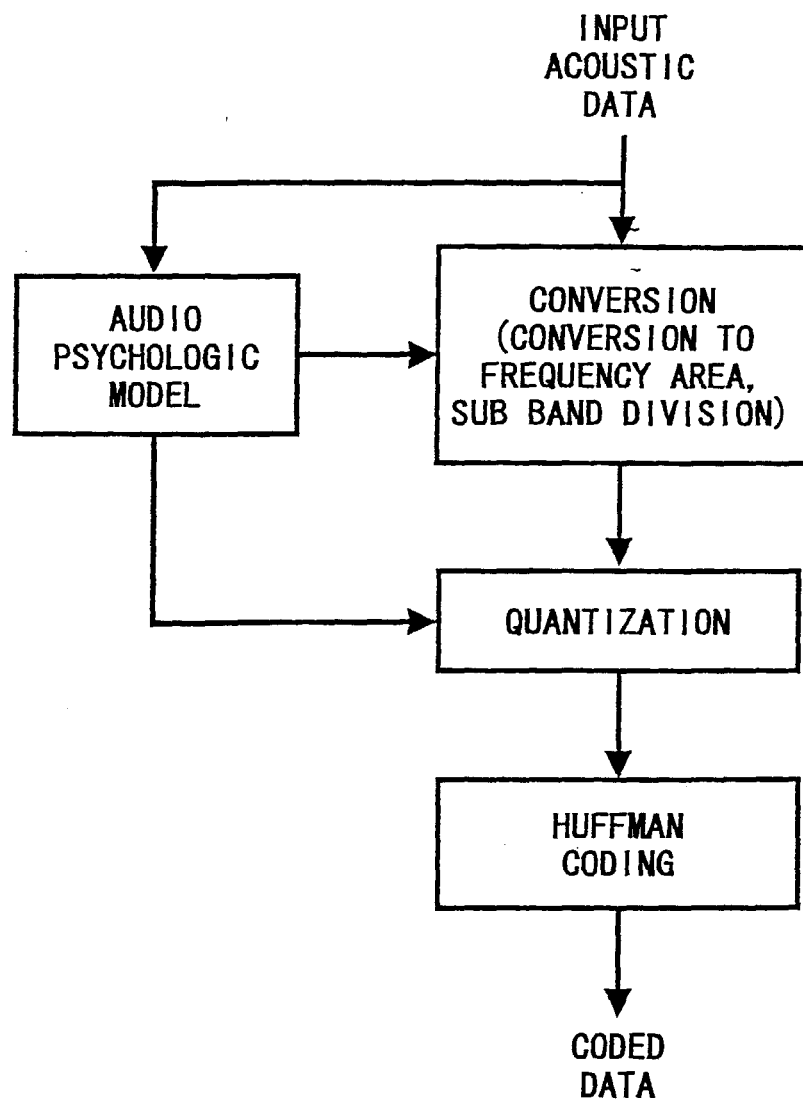 INPUT
ACOUSTIC
DATA
AUDIO
PSYCHOLOGIC
MODEL
CONVERSION
(CONVERSION TO
FREQUENCY AREA,
SUB BAND DIVISION)
QUANTIZATION
HUFFMAN
CODING
CODED
DATA